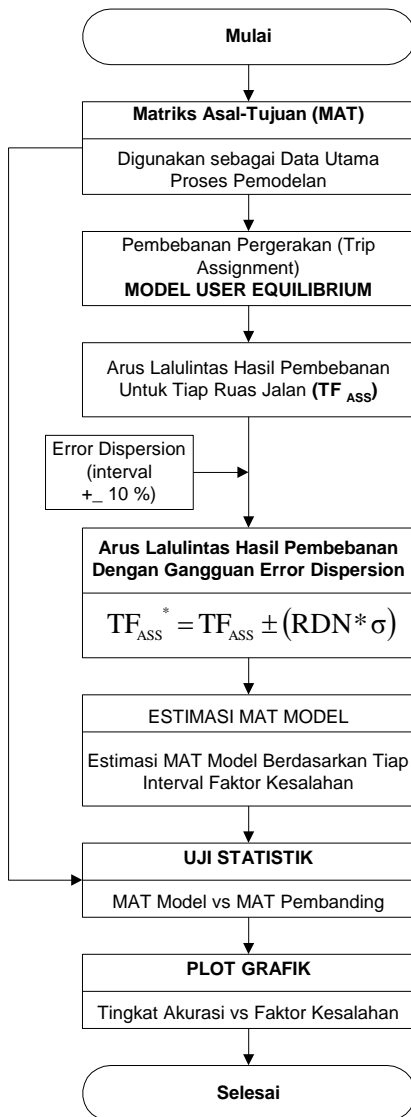 Mulai
Matriks Asal-Tujuan (MAT)
Digunakan sebagai Data Utama
Proses Pemodelan
Pembebanan Pergerakan (Trip
Assignment)
MODEL USER EQUILIBRIUM
Arus Lalulintas Hasil Pembebanan
Untuk Tiap Ruas Jalan (TF ASS)
Error Dispersion
(interval
+_ 10 %)
Arus Lalulintas Hasil Pembebanan
Dengan Gangguan Error Dispersion
TF_ASS^* = TF_ASS ± (RDN * σ)
ESTIMASI MAT MODEL
Estimasi MAT Model Berdasarkan Tiap
Interval Faktor Kesalahan
UJI STATISTIK
MAT Model vs MAT Pembanding
PLOT GRAFIK
Tingkat Akurasi vs Faktor Kesalahan
Selesai